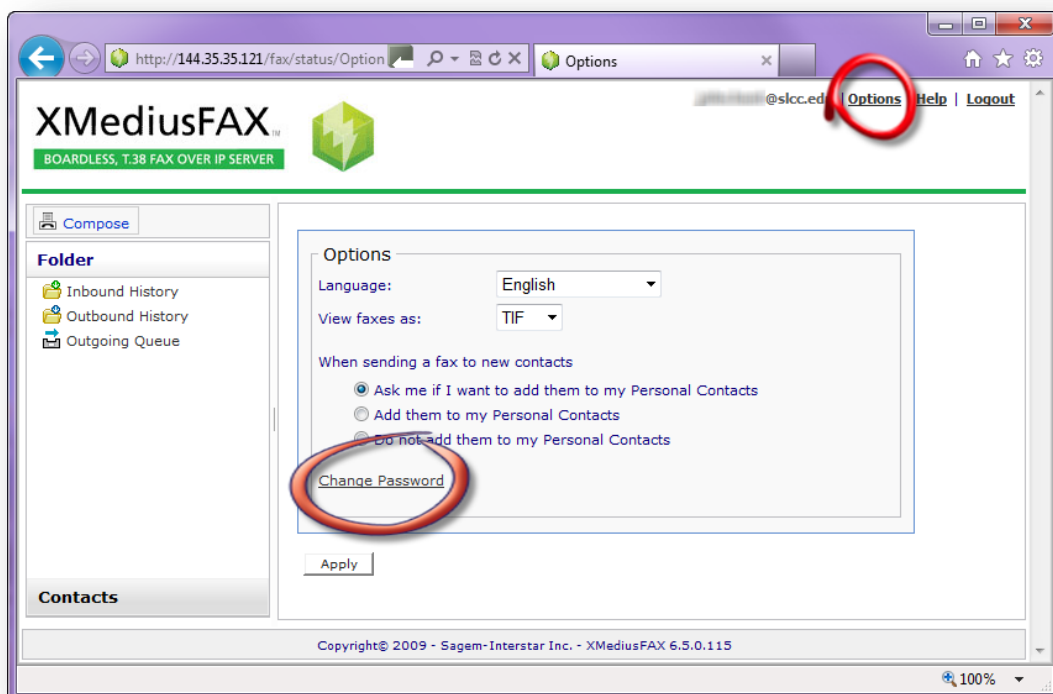 http://144.35.35.121/fax/status/Option
Options
@slcc.ed | Options | Help | Logout
XMediusFAX™
BOARDLESS, T.38 FAX OVER IP SERVER
Compose
Folder
Inbound History
Outbound History
Outgoing Queue
Contacts
Options
Language: English
View faxes as: TIF
When sending a fax to new contacts
Ask me if I want to add them to my Personal Contacts
Add them to my Personal Contacts
Do not add them to my Personal Contacts
Change Password
Apply
Copyright© 2009 - Sagem-Interstar Inc. - XMediusFAX 6.5.0.115
100%